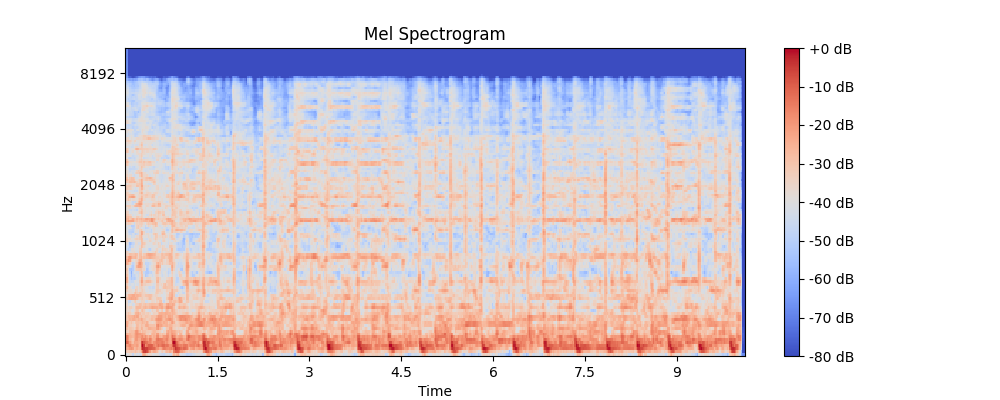 Mel Spectrogram
Hz
8192
4096
2048
1024
512
0
0 1.5 3 4.5 6 7.5 9
Time
+0 dB
-10 dB
-20 dB
-30 dB
-40 dB
-50 dB
-60 dB
-70 dB
-80 dB